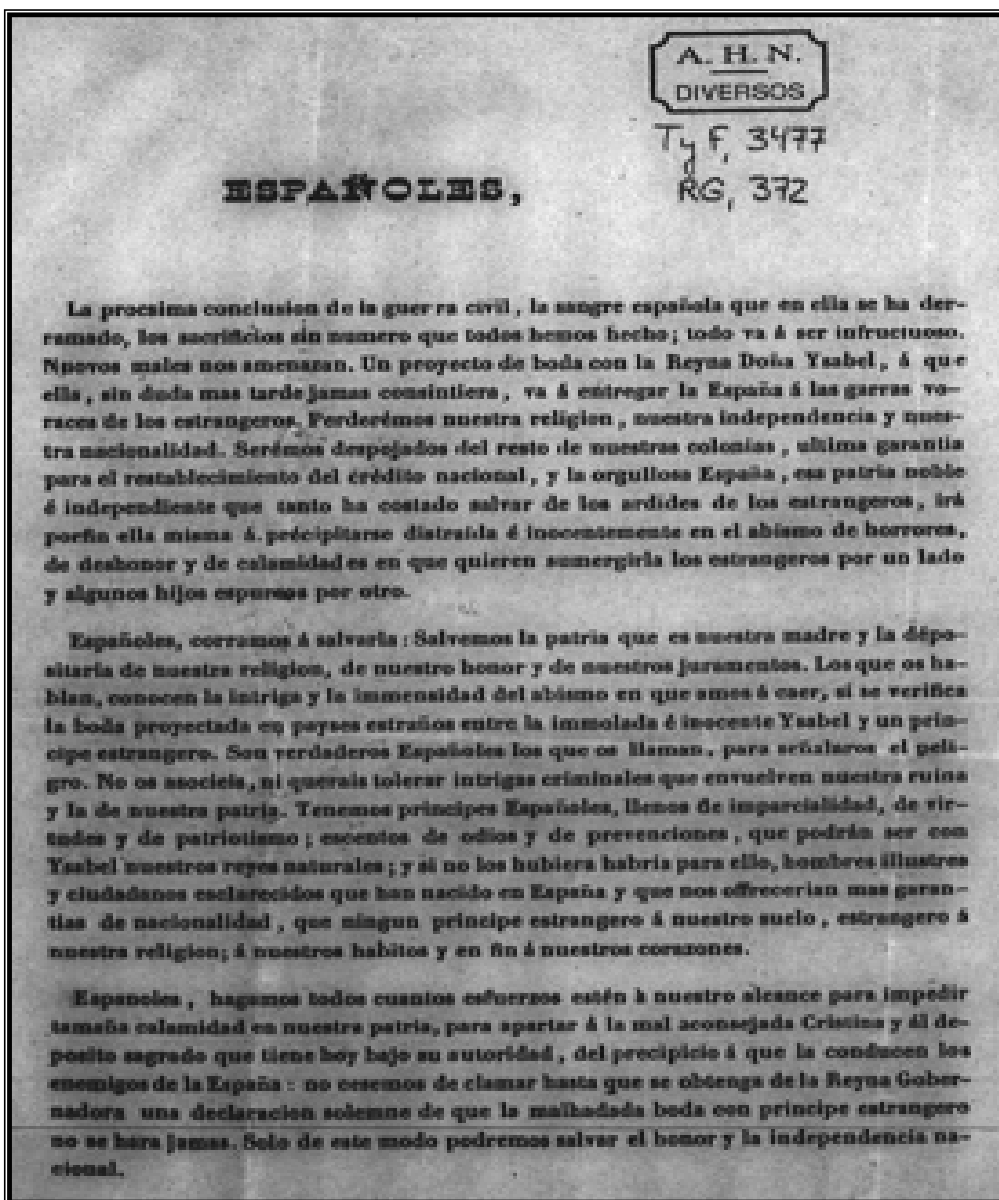 A. H. N.
DIVERSOS
T y F, 3477
RG, 372
ESPAÑOLES,
La procsima conclusion de la guerra civil, la sangre española que en ella se ha der-
ramado, los sacrificios sin numero que todos hemos hecho; todo va á ser infructuoso.
Nuevos males nos amenazan. Un proyecto de boda con la Reyna Doña Ysabel, á que
ella, sin duda mas tarde jamas consintiera, va á entregar la España á las garras vo-
races de los estrangeros. Perderémos nuestra religion, nuestra independencia y nues-
tra nacionalidad. Serémos despojados del resto de nuestras colonias, ultima garantia
para el restablecimiento del crédito nacional, y la orgullosa España, esa patria noble
é independiente que tanto ha costado salvar de los ardides de los estrangeros, irá
porfin ella misma á précipitarse distraida é inocentemente en el abismo de horrores,
de deshonor y de calamidades en que quieren sumergirla los estrangeros por un lado
y algunos hijos espureos por otro.
Españoles, corramos á salvarla: Salvemos la patria que es nuestra madre y la dépo-
sitaria de nuestra religion, de nuestro honor y de nuestros juramentos. Los que os ha-
blan, conocen la intriga y la immensidad del abismo en que amos á caer, si se verifica
la boda proyectada en payses estraños entre la immolada é inocente Ysabel y un prin-
cipe estrangero. Son verdaderos Españoles los que os llaman, para señalaros el peli-
gro. No os asocieis, ni querais tolerar intrigas criminales que envuelren nuestra ruina
y la de nuestra patria. Tenemos principes Españoles, llenos de imparcialidad, de vir-
tudes y de patriotismo; escentos de odios y de prevenciones, que podrán ser con
Ysabel nuestros reyes naturales; y si no los hubiera habria para ello, hombres illustres
y ciudadanos esclarecidos que han nacido en España y que nos offrecerian mas garan-
tias de nacionalidad, que ningun principe estrangero á nuestro suelo, estrangero á
nuestra religion; á nuestros habitos y en fin á nuestros corazones.
Espanoles, hagamos todos cuantos esfuerzos estén à nuestro alcance para impedir
tamaña calamidad en nuestra patria, para apartar á la mal aconsejada Cristina y ál de-
posito sagrado que tiene hoy bajo su autoridad, del precipicio á que la conducen los
enemigos de la España: no cesemos de clamar hasta que se obtenga de la Reyna Gober-
nadora una declaracion solemne de que la malhadada boda con principe estrangero
no se hara jamas. Solo de este modo podremos salvar el honor y la independencia na-
cional.